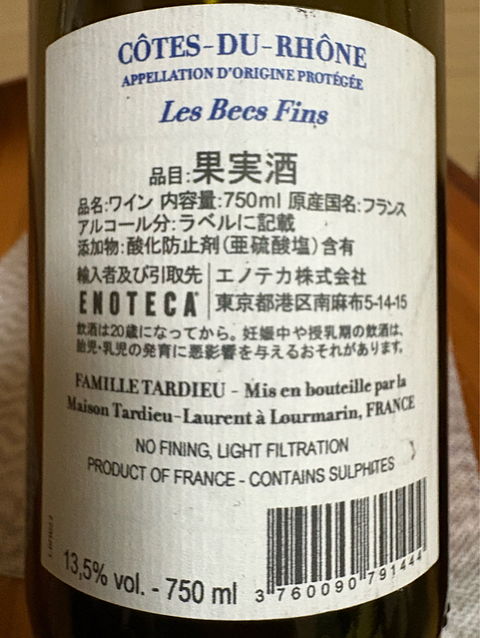 CÔTES-DU-RHÔNE
APPELLATION D'ORIGINE PROTÉGÉE
Les Becs Fins
品目:果実酒
品名:ワイン 内容量:750ml 原産国名:フランス
アルコール分:ラベルに記載
添加物:酸化防止剤(亜硫酸塩)含有
輸入者及び引取先 エノテカ株式会社
ENOTECA 東京都港区南麻布5-14-15
飲酒は20歳になってから。妊娠中や授乳期の飲酒は、
胎児・乳児の発育に悪影響を与えるおそれがあります。
FAMILLE TARDIEU - Mis en bouteille par la
Maison Tardieu-Laurent à Lourmarin, FRANCE
NO FINING, LIGHT FILTRATION
PRODUCT OF FRANCE - CONTAINS SULPHITES
13,5% vol. - 750 ml
3 760090 791444